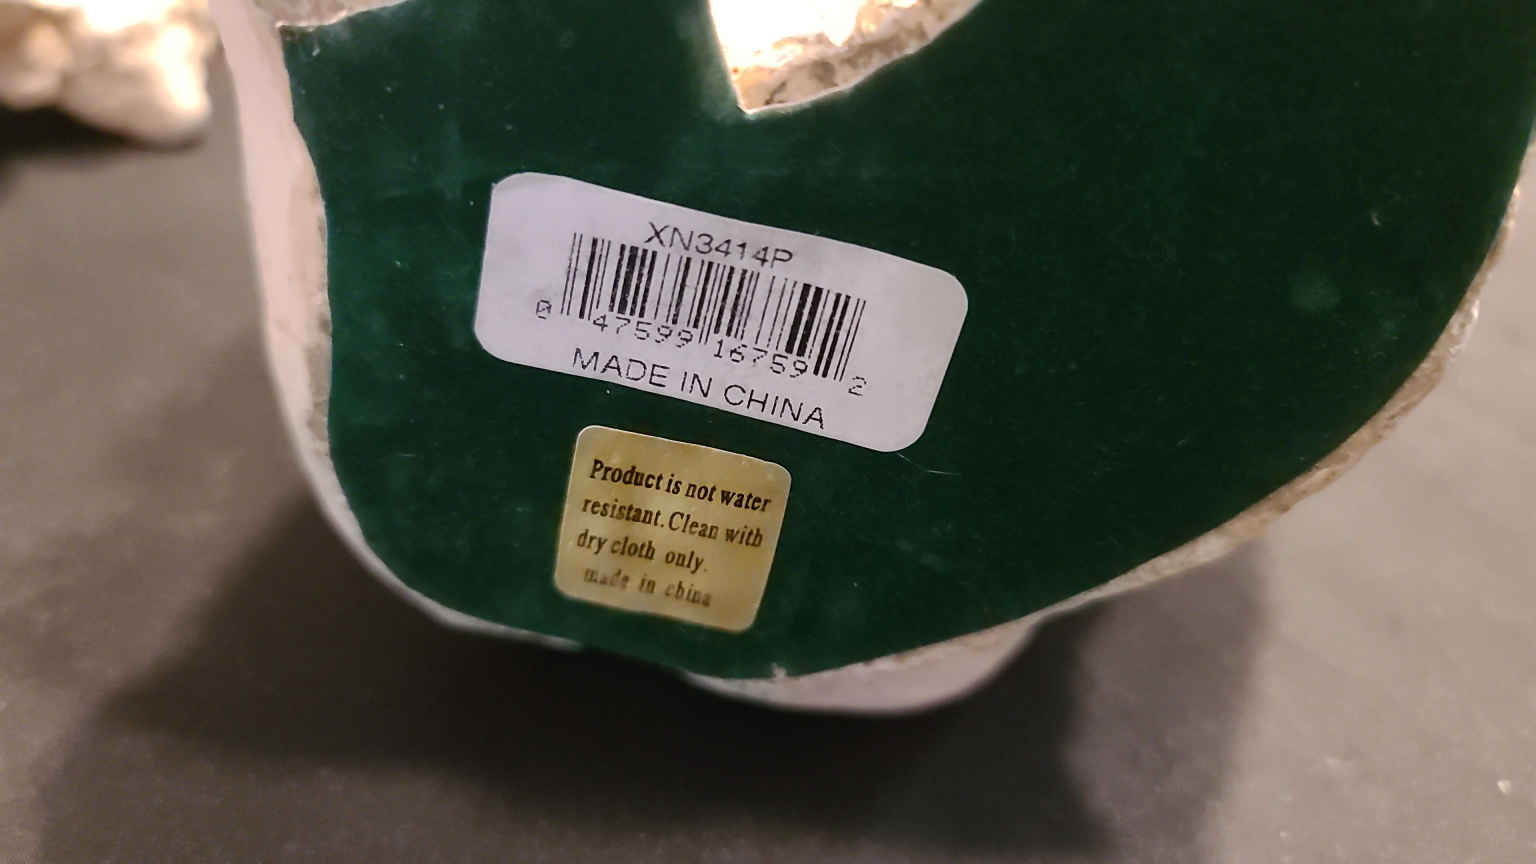 XN3414P
0 47599 16759 2
MADE IN CHINA
Product is not water
resistant. Clean with
dry cloth only.
made in china